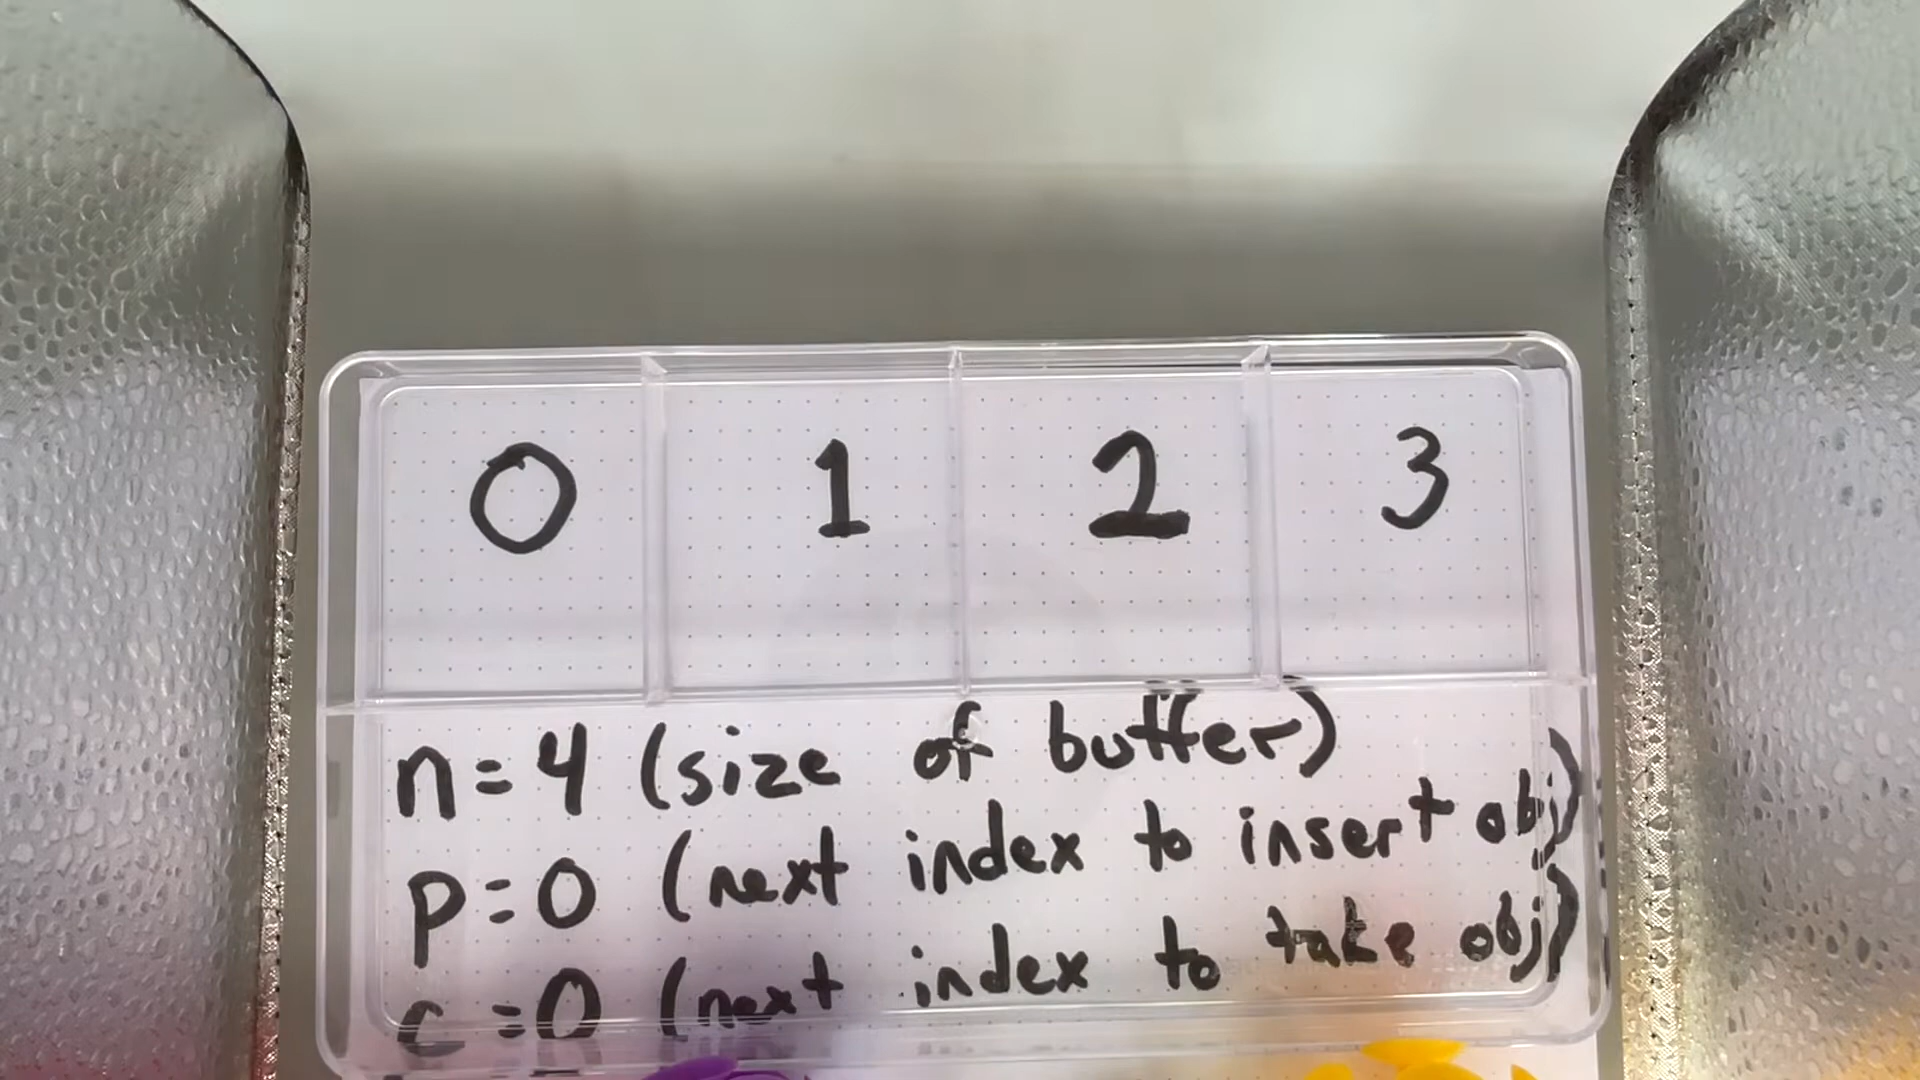 0 1 2 3
n=4 (size of buffer)
p=0 (next index to insert obj)
c=0 (next index to take obj)